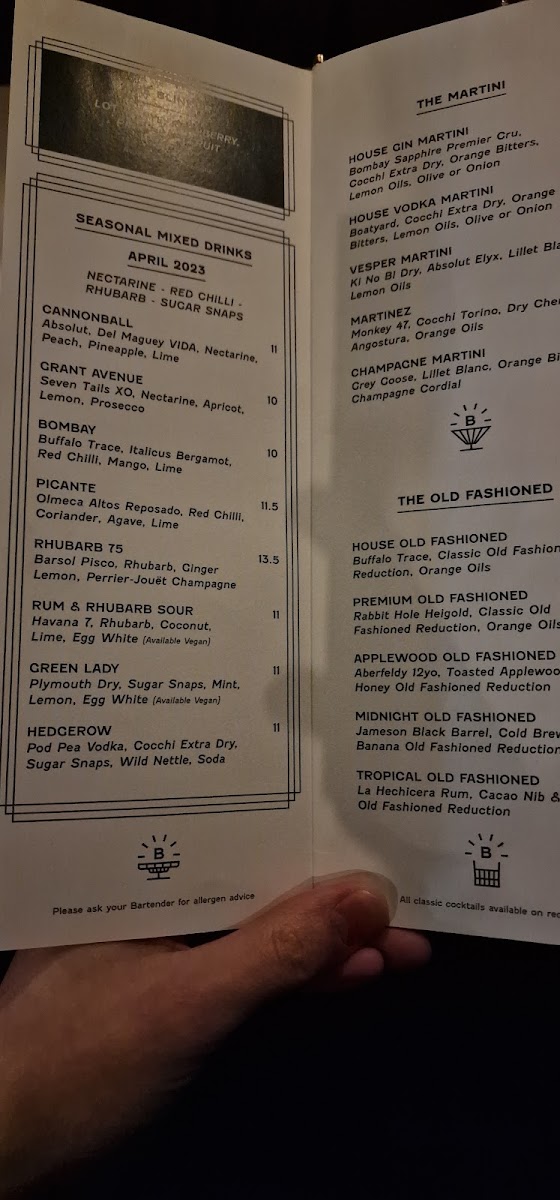 SEASONAL MIXED DRINKS
APRIL 2023
NECTARINE - RED CHILLI -
RHUBARB - SUGAR SNAPS
CANNONBALL
Absolut, Del Maguey VIDA, Nectarine,
Peach, Pineapple, Lime 11
GRANT AVENUE
Seven Tails XO, Nectarine, Apricot, 10
Lemon, Prosecco
BOMBAY
Buffalo Trace, Italicus Bergamot, 10
Red Chilli, Mango, Lime
PICANTE
Olmeca Altos Reposado, Red Chilli, 11.5
Coriander, Agave, Lime
RHUBARB 75
Barsol Pisco, Rhubarb, Ginger 13.5
Lemon, Perrier-Jouët Champagne
RUM & RHUBARB SOUR 11
Havana 7, Rhubarb, Coconut,
Lime, Egg White (Available Vegan)
GREEN LADY 11
Plymouth Dry, Sugar Snaps, Mint,
Lemon, Egg White (Available Vegan)
HEDGEROW 11
Pod Pea Vodka, Cocchi Extra Dry,
Sugar Snaps, Wild Nettle, Soda
B
Please ask your Bartender for allergen advice
THE MARTINI
HOUSE GIN MARTINI
Bombay Sapphire Premier Cru,
Cocchi Extra Dry, Orange Bitters,
Lemon Oils, Olive or Onion
HOUSE VODKA MARTINI
Boatyard, Cocchi Extra Dry, Orange
Bitters, Lemon Oils, Olive or Onion
VESPER MARTINI
Ki No Bi Dry, Absolut Elyx, Lillet Bla
Lemon Oils
MARTINEZ
Monkey 47, Cocchi Torino, Dry Cher
Angostura, Orange Oils
CHAMPAGNE MARTINI
Grey Goose, Lillet Blanc, Orange Bi
Champagne Cordial
B
THE OLD FASHIONED
HOUSE OLD FASHIONED
Buffalo Trace, Classic Old Fashion
Reduction, Orange Oils
PREMIUM OLD FASHIONED
Rabbit Hole Heigold, Classic Old
Fashioned Reduction, Orange Oils
APPLEWOOD OLD FASHIONED
Aberfeldy 12yo, Toasted Applewoo
Honey Old Fashioned Reduction
MIDNIGHT OLD FASHIONED
Jameson Black Barrel, Cold Brew
Banana Old Fashioned Reduction
TROPICAL OLD FASHIONED
La Hechicera Rum, Cacao Nib &
Old Fashioned Reduction
B
All classic cocktails available on req